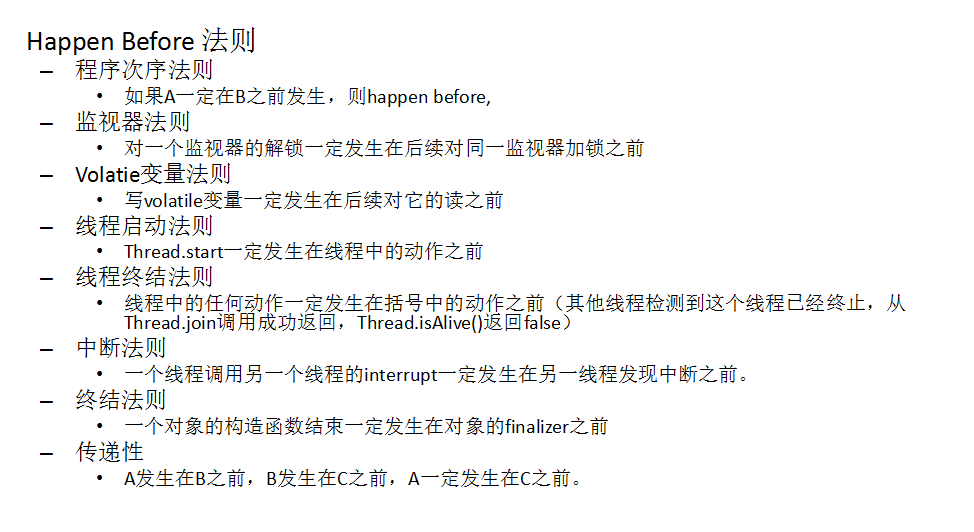 Happen Before 法则
– 程序次序法则
• 如果A一定在B之前发生，则happen before,
– 监视器法则
• 对一个监视器的解锁一定发生在后续对同一监视器加锁之前
– Volatie变量法则
• 写volatile变量一定发生在后续对它的读之前
– 线程启动法则
• Thread.start一定发生在线程中的动作之前
– 线程终结法则
• 线程中的任何动作一定发生在括号中的动作之前（其他线程检测到这个线程已经终止，从
Thread.join调用成功返回，Thread.isAlive()返回false）
– 中断法则
• 一个线程调用另一个线程的interrupt一定发生在另一线程发现中断之前。
– 终结法则
• 一个对象的构造函数结束一定发生在对象的finalizer之前
– 传递性
• A发生在B之前，B发生在C之前，A一定发生在C之前。